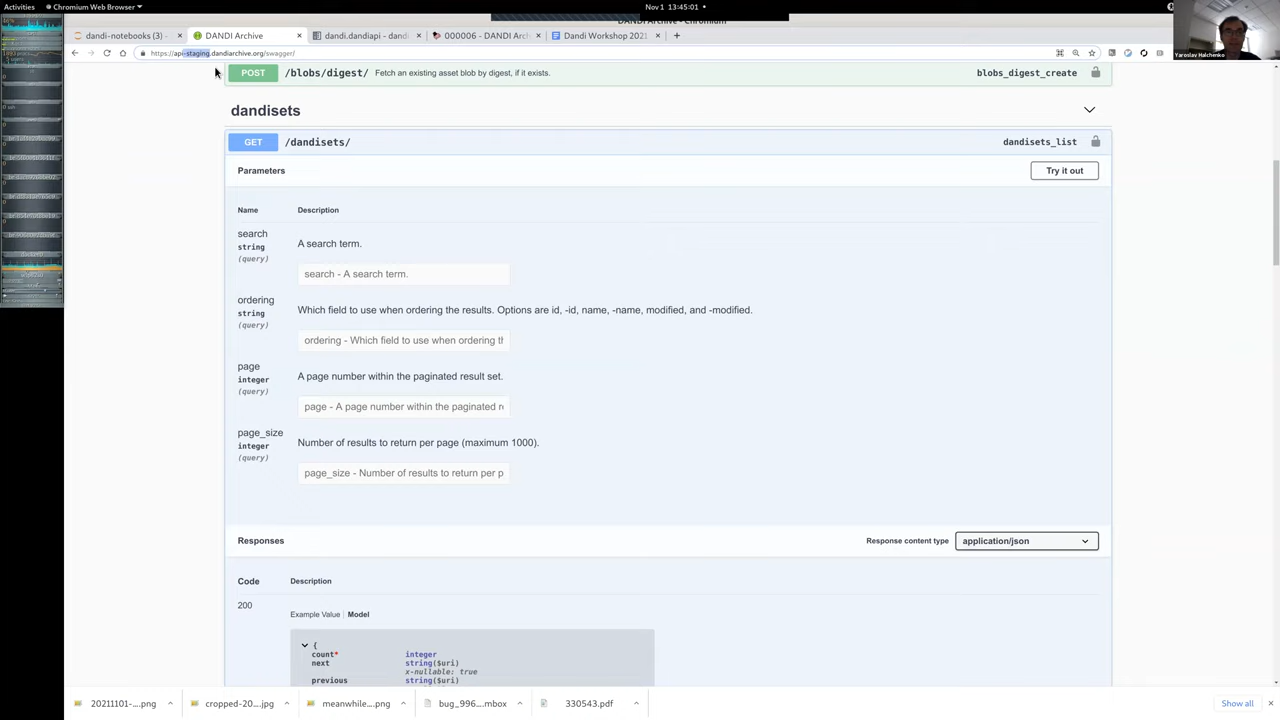 Activities
Chromium Web Browser
Nov 1 13:45:01
dandi-notebooks (3)
DANDI Archive
dandi.dandiapi - dandi
000006 - DANDI Arch
Dandi Workshop 2021
https://api-staging.dandiarchive.org/swagger/
Yaroslav Halchenko
POST /blobs/digest/ Fetch an existing asset blob by digest, if it exists. blobs_digest_create
dandisets
GET /dandisets/ dandisets_list
Parameters
Try it out
Name Description
search
string
(query)
A search term.
search - A search term.
ordering
string
(query)
Which field to use when ordering the results. Options are id, -id, name, -name, modified, and -modified.
ordering - Which field to use when ordering th
page
integer
(query)
A page number within the paginated result set.
page - A page number within the paginated re
page_size
integer
(query)
Number of results to return per page (maximum 1000).
page_size - Number of results to return per p
Responses
Response content type
application/json
Code Description
200
Example Value | Model
{
count* integer
next string($uri)
x-nullable: true
previous string($uri)
20211101-....png
cropped-20....jpg
meanwhile....png
bug_996....mbox
330543.pdf
Show all